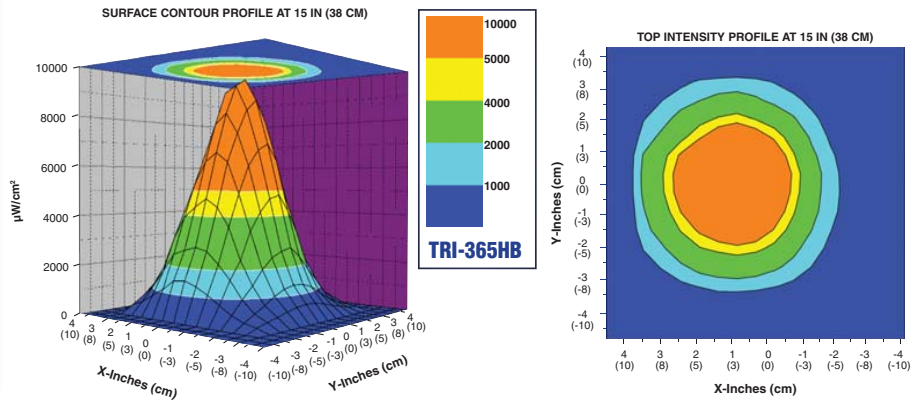 SURFACE CONTOUR PROFILE AT 15 IN (38 CM)
10000
8000
6000
4000
2000
0
µW/cm²
4 3 2 1 0 -1 -2 -3 -4
(10) (8) (5) (3) (0) (-3) (-5) (-8) (-10)
X-Inches (cm)
-4 -3 -2 -1 0 1 2 3 4
(-10) (-8) (-5) (-3) (0) (3) (5) (8) (10)
Y-Inches (cm)
10000
5000
4000
2000
1000
TRI-365HB
TOP INTENSITY PROFILE AT 15 IN (38 CM)
4
(10)
3
(8)
2
(5)
1
(3)
0
(0)
-1
(-3)
-2
(-5)
-3
(-8)
-4
(-10)
Y-Inches (cm)
4 3 2 1 0 -1 -2 -3 -4
(10) (8) (5) (3) (0) (-3) (-5) (-8) (-10)
X-Inches (cm)